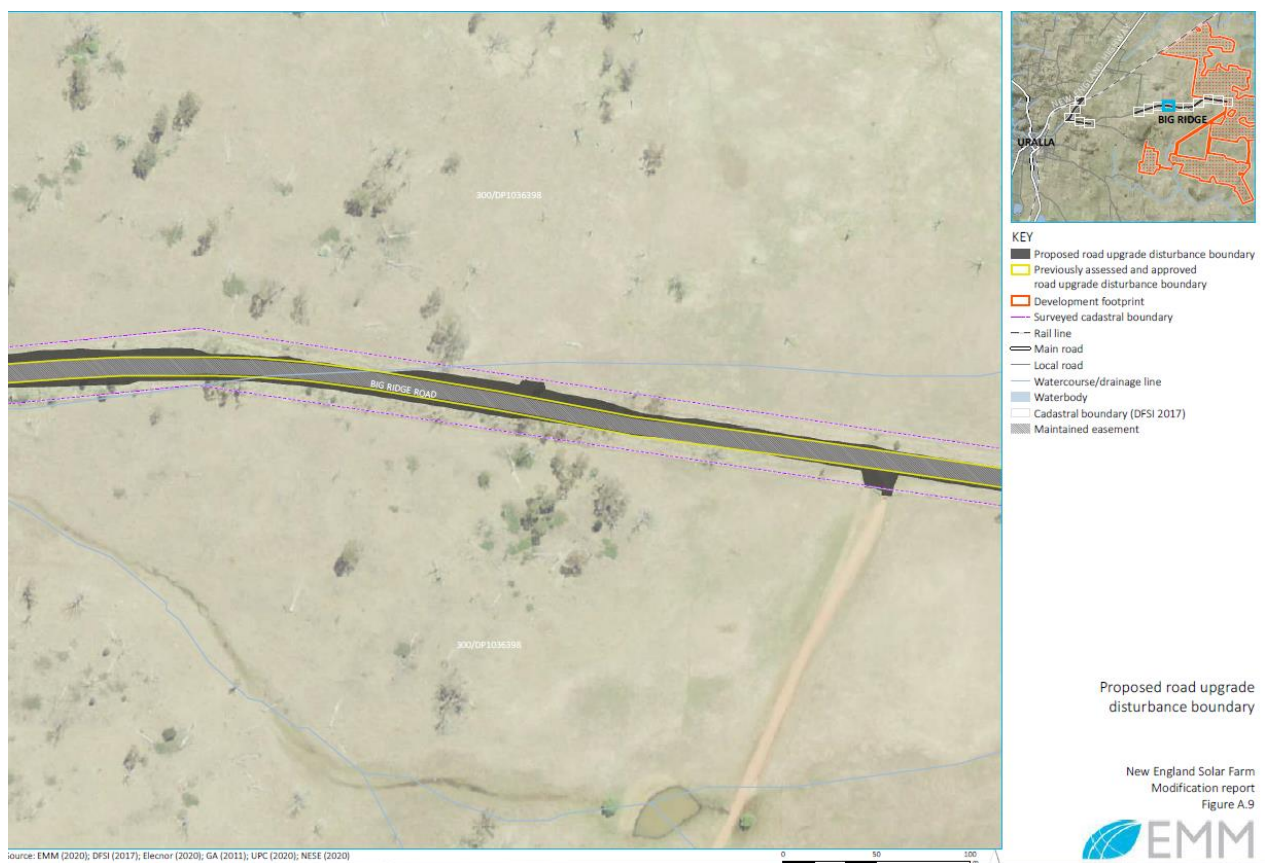 300/DP1036398
BIG RIDGE ROAD
300/DP1036398
NEW ENGLAND
BIG RIDGE
URALLA
KEY
Proposed road upgrade disturbance boundary
Previously assessed and approved
road upgrade disturbance boundary
Development footprint
Surveyed cadastral boundary
Rail line
Main road
Local road
Watercourse/drainage line
Waterbody
Cadastral boundary (DFSI 2017)
Maintained easement
Proposed road upgrade
disturbance boundary
New England Solar Farm
Modification report
Figure A.9
EMM
Source: EMM (2020); DFSI (2017); Elecnor (2020); GA (2011); UPC (2020); NESE (2020)
0 50 100